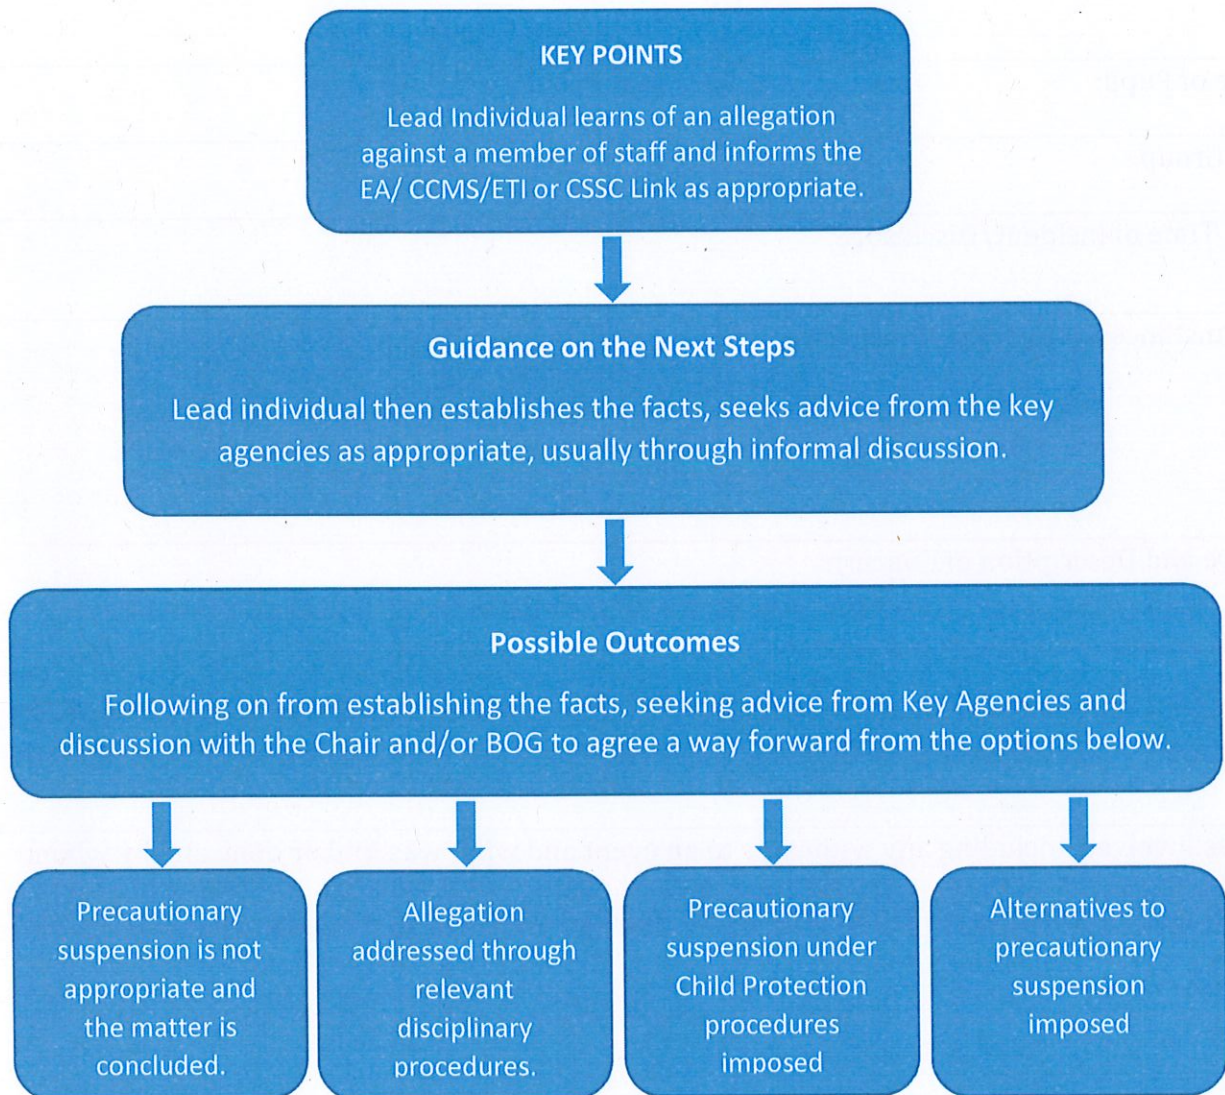 KEY POINTS
Lead Individual learns of an allegation
against a member of staff and informs the
EA/ CCMS/ETI or CSSC Link as appropriate.
Guidance on the Next Steps
Lead individual then establishes the facts, seeks advice from the key
agencies as appropriate, usually through informal discussion.
Possible Outcomes
Following on from establishing the facts, seeking advice from Key Agencies and
discussion with the Chair and/or BOG to agree a way forward from the options below.
Precautionary
suspension is not
appropriate and
the matter is
concluded.
Allegation
addressed through
relevant
disciplinary
procedures.
Precautionary
suspension under
Child Protection
procedures
imposed
Alternatives to
precautionary
suspension
imposed